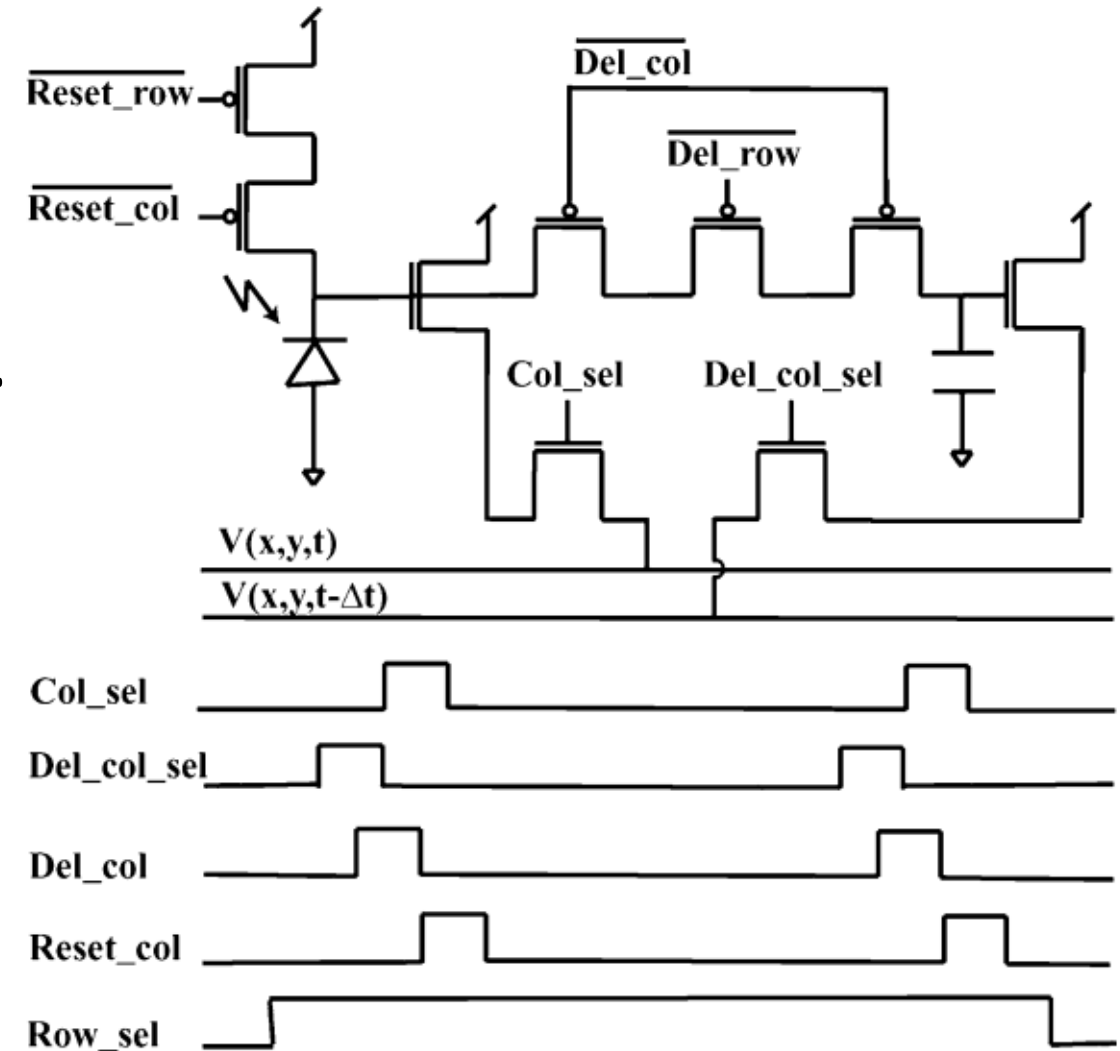 Del_col
Reset_row
Del_row
Reset_col
Col_sel
Del_col_sel
V(x,y,t)
V(x,y,t-Δt)
Col_sel
Del_col_sel
Del_col
Reset_col
Row_sel